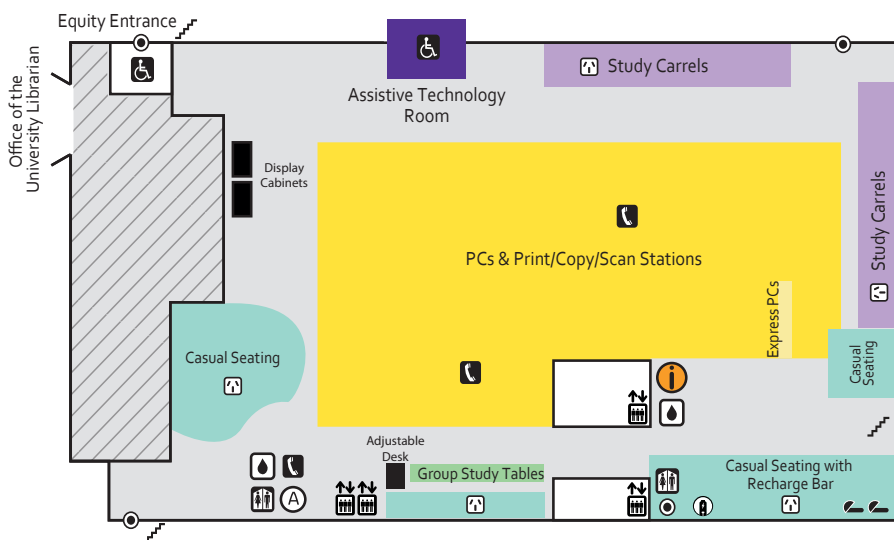 Equity Entrance
Office of the
University Librarian
Assistive Technology
Room
Study Carrels
Display
Cabinets
Study Carrels
PCs & Print/Copy/Scan Stations
Express PCs
Casual Seating
Casual
Seating
i
Adjustable
Desk
Group Study Tables
A
Casual Seating with
Recharge Bar